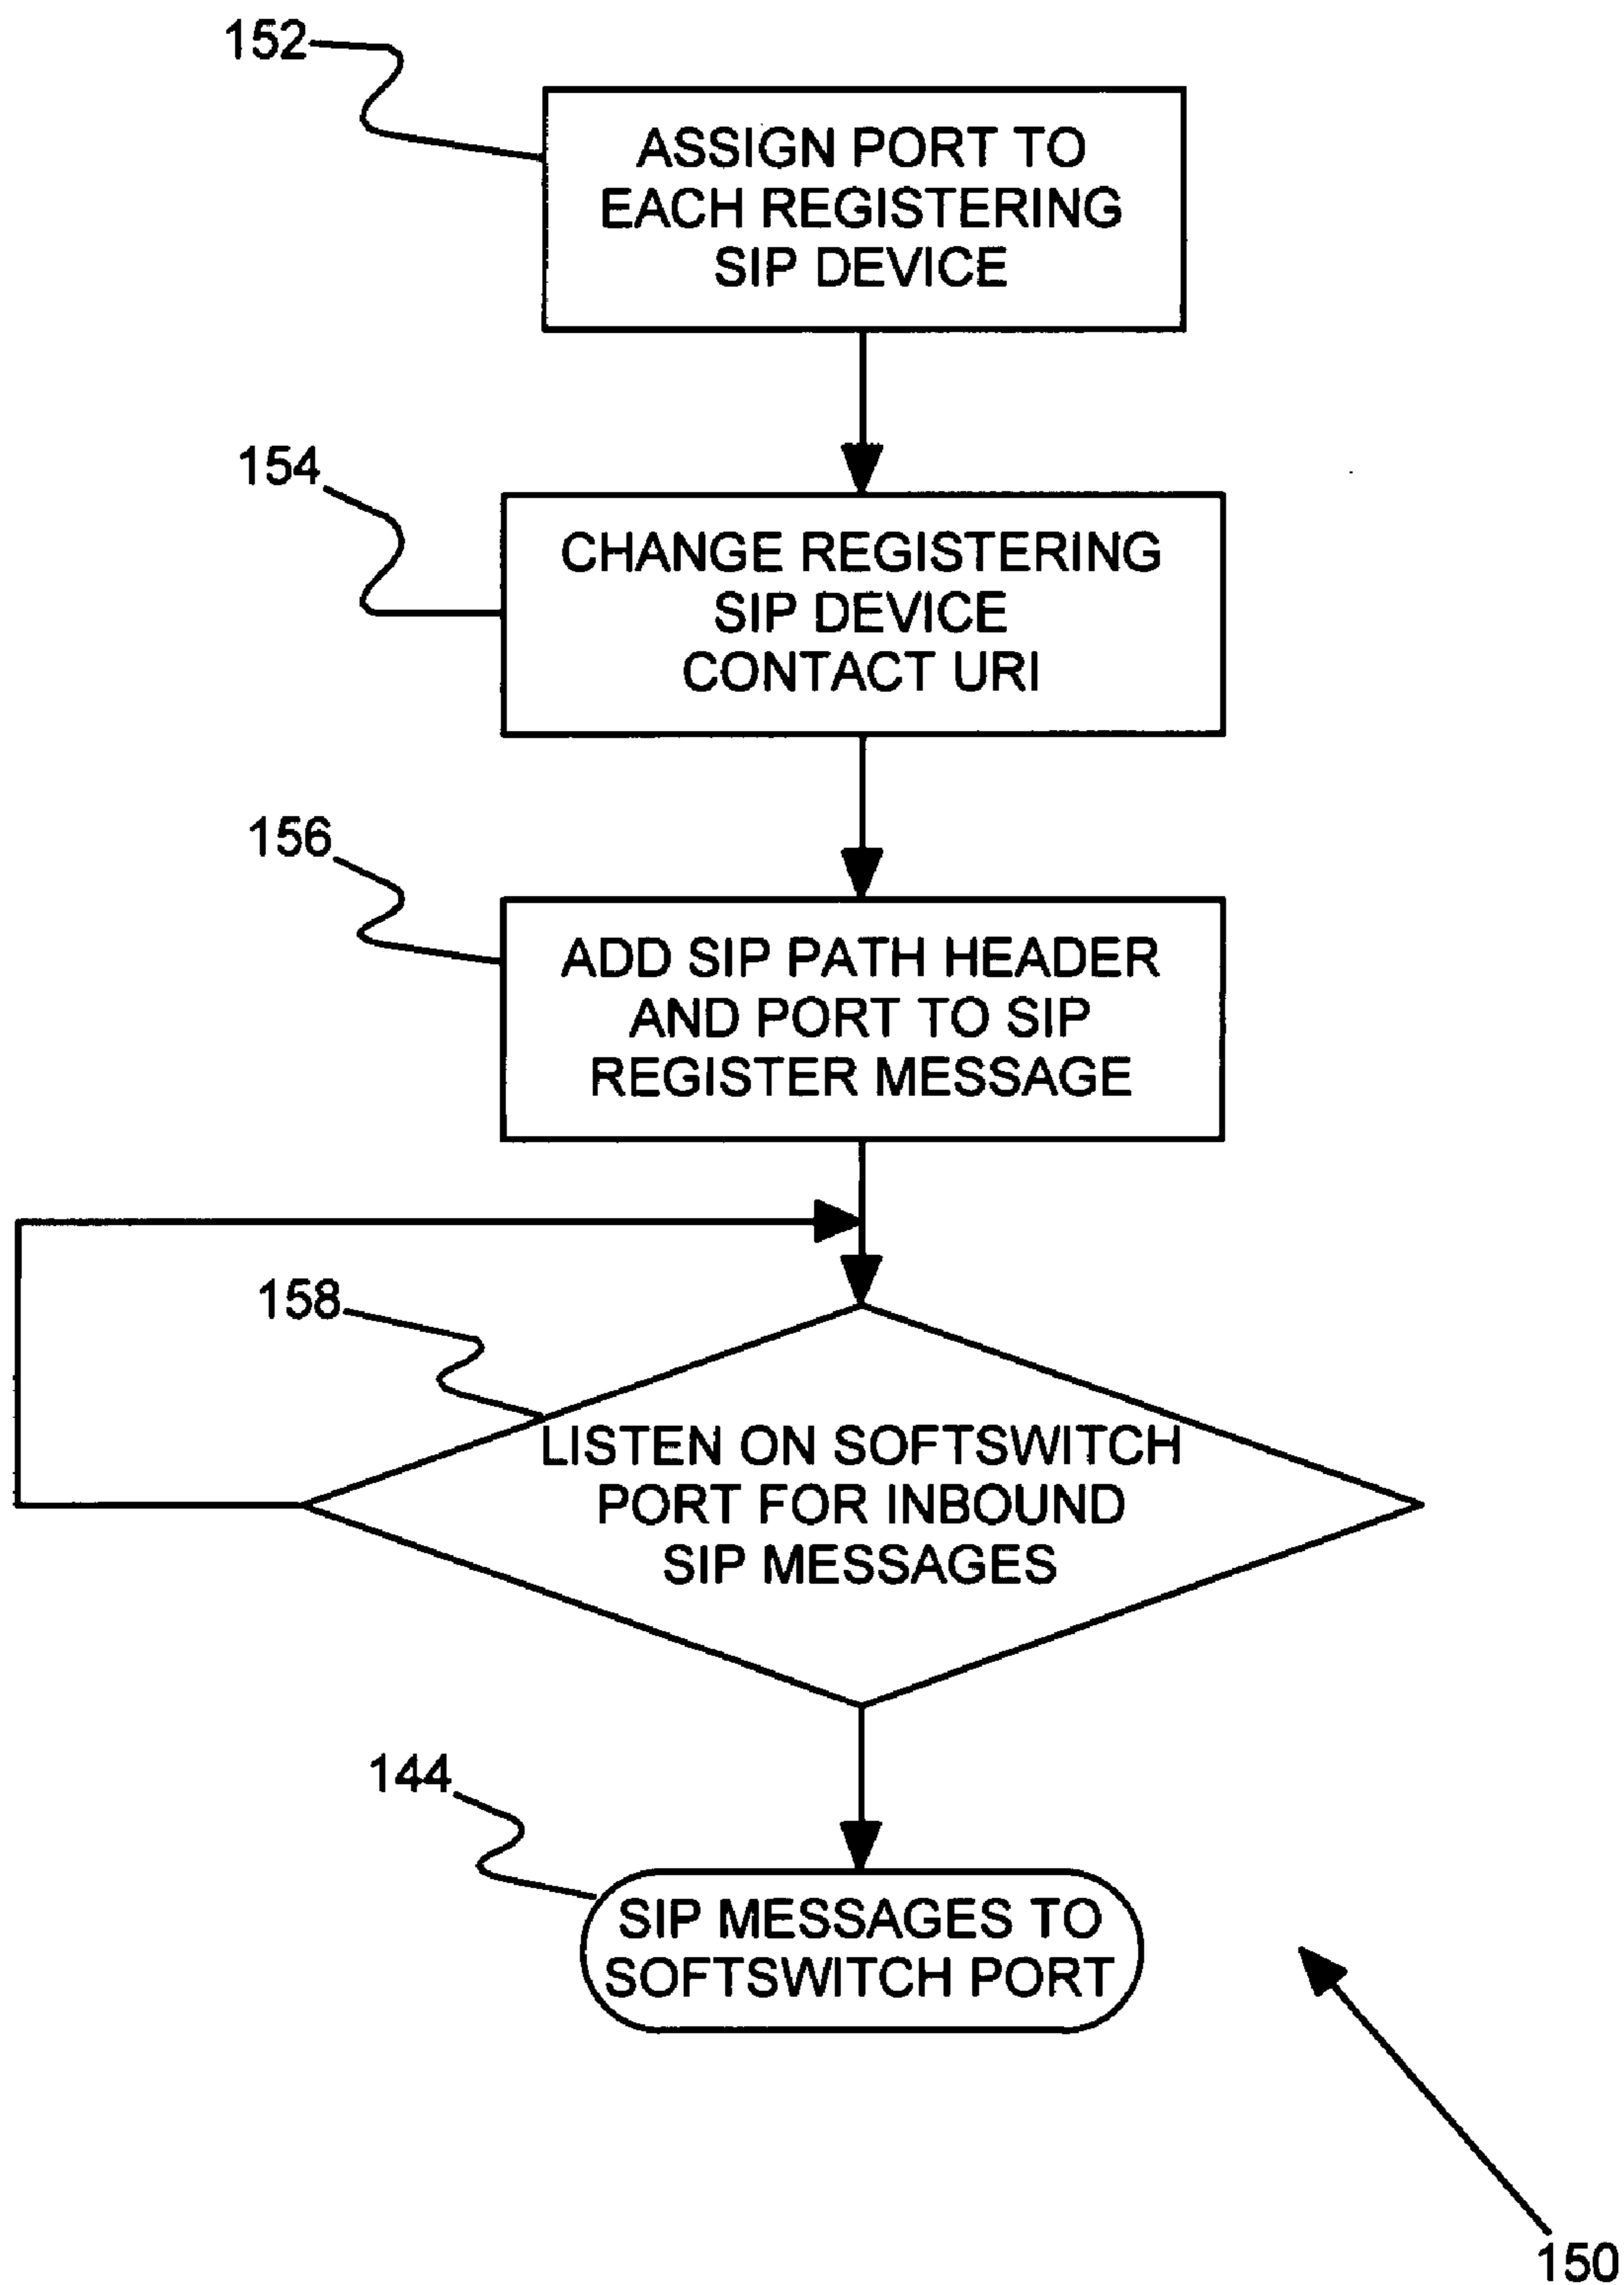 152
ASSIGN PORT TO
EACH REGISTERING
SIP DEVICE
154
CHANGE REGISTERING
SIP DEVICE
CONTACT URI
156
ADD SIP PATH HEADER
AND PORT TO SIP
REGISTER MESSAGE
158
LISTEN ON SOFTSWITCH
PORT FOR INBOUND
SIP MESSAGES
144
SIP MESSAGES TO
SOFTSWITCH PORT
150